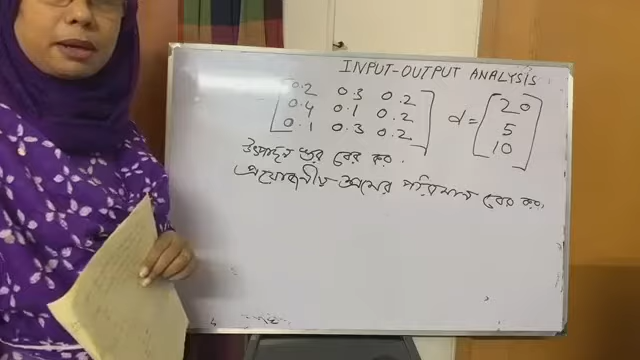 INPUT-OUTPUT ANALYSIS
0.2 0.3 0.2
0.4 0.1 0.2
0.1 0.3 0.2
d = 20
5
10
উৎপাদন স্তর বের কর.
প্রয়োজনীয় শ্রমের পরিমাণ বের কর.